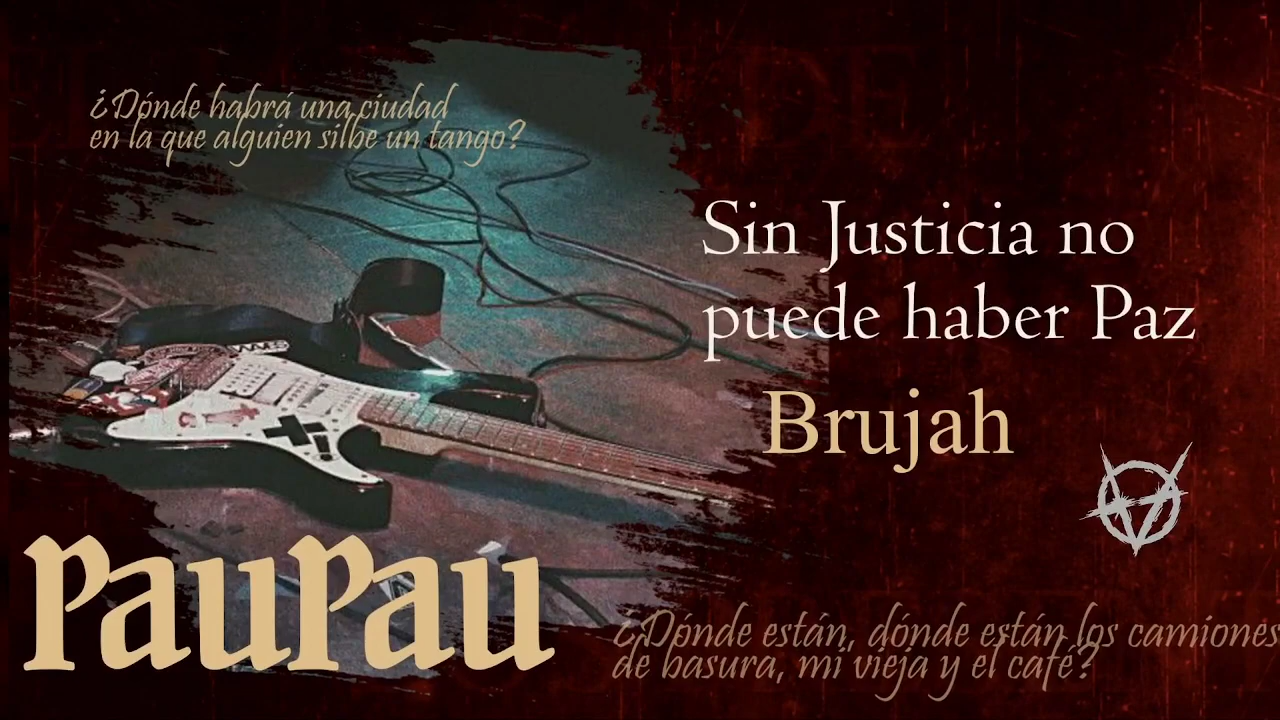 ¿Dónde habrá una ciudad
en la que alguien silbe un tango?
Sin Justicia no
puede haber Paz
Brujah
PauPau
¿Dónde están, dónde están los camiones
de basura, mi vieja y el café?